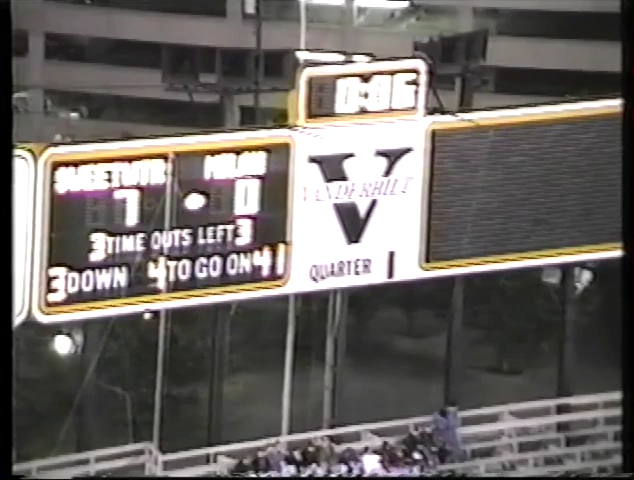 0:06
SWEETWTR MILAN
7 0
3 TIME OUTS LEFT 3
3 DOWN 4 TO GO ON 41
VANDERBILT
V
QUARTER 1